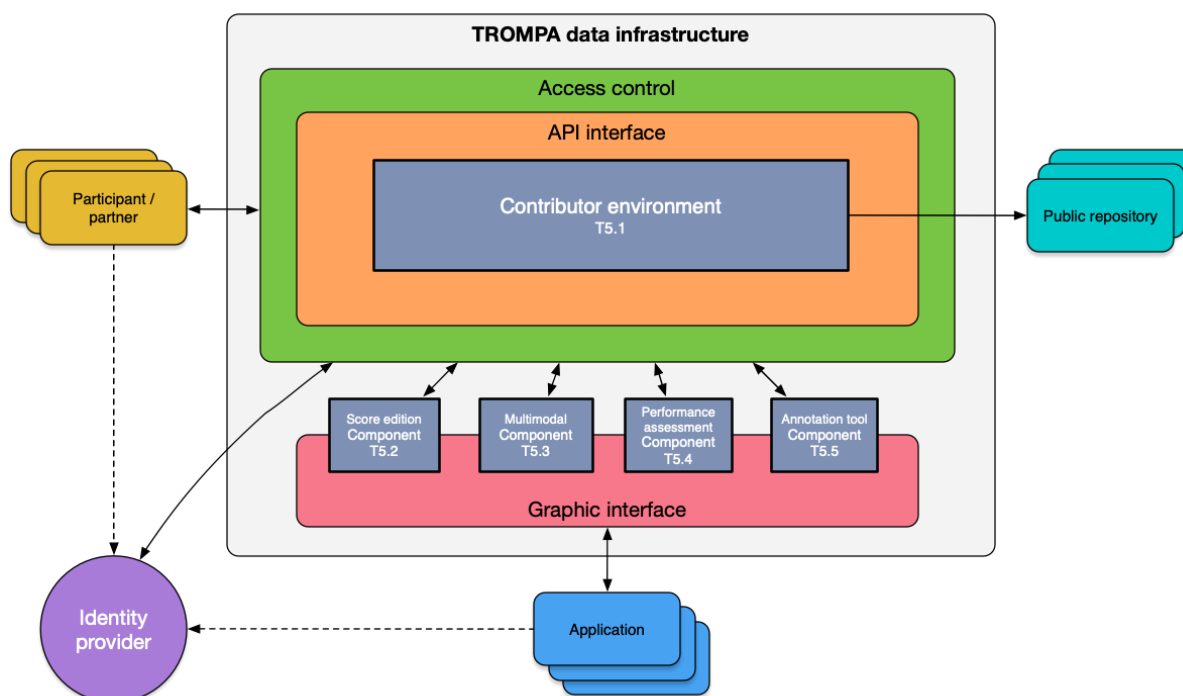 TROMPA data infrastructure
Access control
API interface
Contributor environment
T5.1
Participant /
partner
Public repository
Score edition
Component
T5.2
Multimodal
Component
T5.3
Performance
assessment
Component
T5.4
Annotation tool
Component
T5.5
Graphic interface
Identity
provider
Application